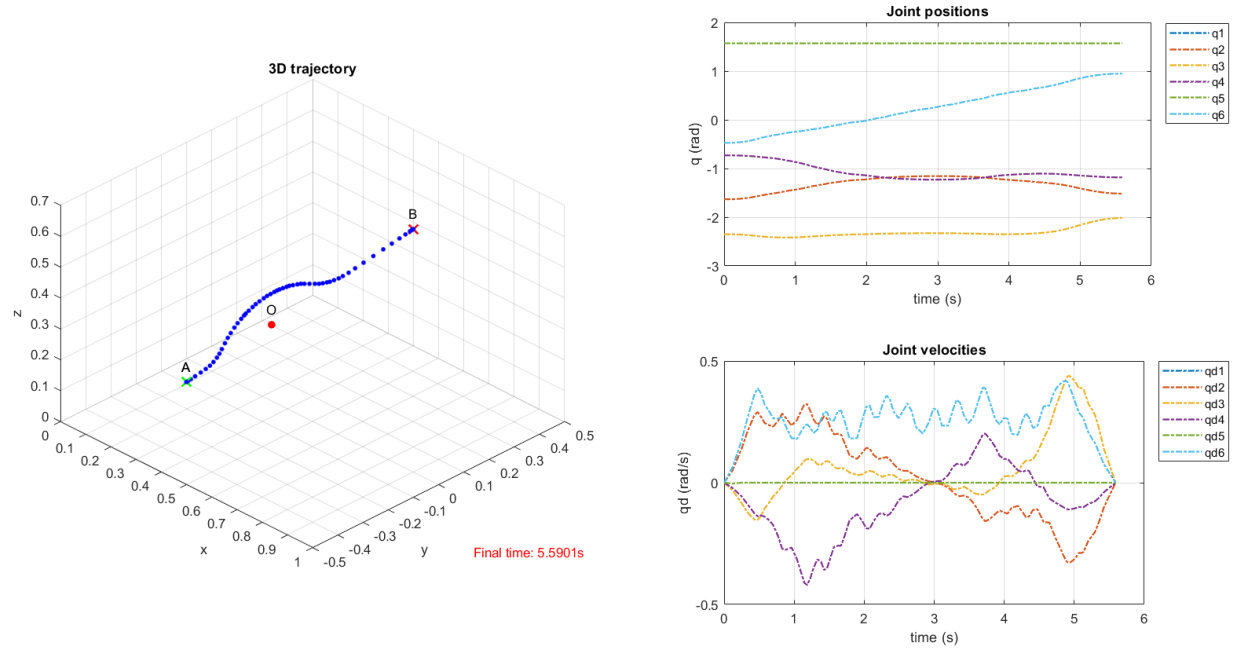 3D trajectory
0.7
0.6
0.5
0.4
0.3
0.2
0.1
0
z
A
O
B
0
0.1
0.2
0.3
0.4
0.5
0.6
0.7
0.8
0.9
1
x
-0.5
-0.4
-0.3
-0.2
-0.1
0
0.1
0.2
0.3
0.4
0.5
y
Final time: 5.5901s
Joint positions
2
1
0
-1
-2
-3
q (rad)
0 1 2 3 4 5 6
time (s)
q1
q2
q3
q4
q5
q6
Joint velocities
0.5
0
-0.5
qd (rad/s)
0 1 2 3 4 5 6
time (s)
qd1
qd2
qd3
qd4
qd5
qd6